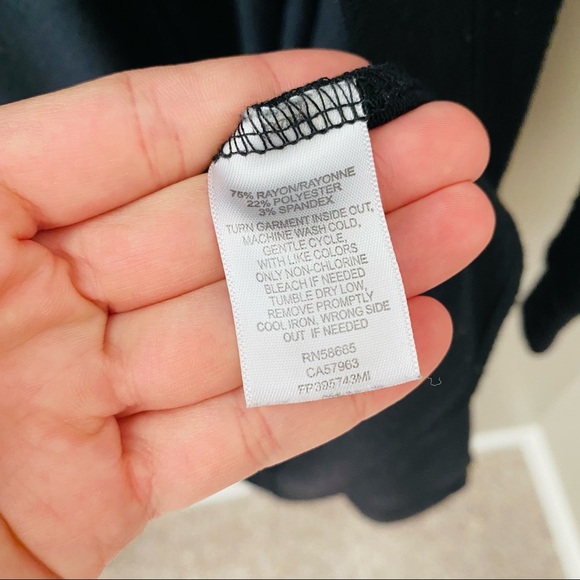 75% RAYON/RAYONNE
22% POLYESTER
3% SPANDEX
TURN GARMENT INSIDE OUT,
MACHINE WASH COLD,
GENTLE CYCLE,
WITH LIKE COLORS
ONLY NON-CHLORINE
BLEACH IF NEEDED
TUMBLE DRY LOW,
REMOVE PROMPTLY
COOL IRON. WRONG SIDE
OUT IF NEEDED
RN58685
CA57963
FP395743MI